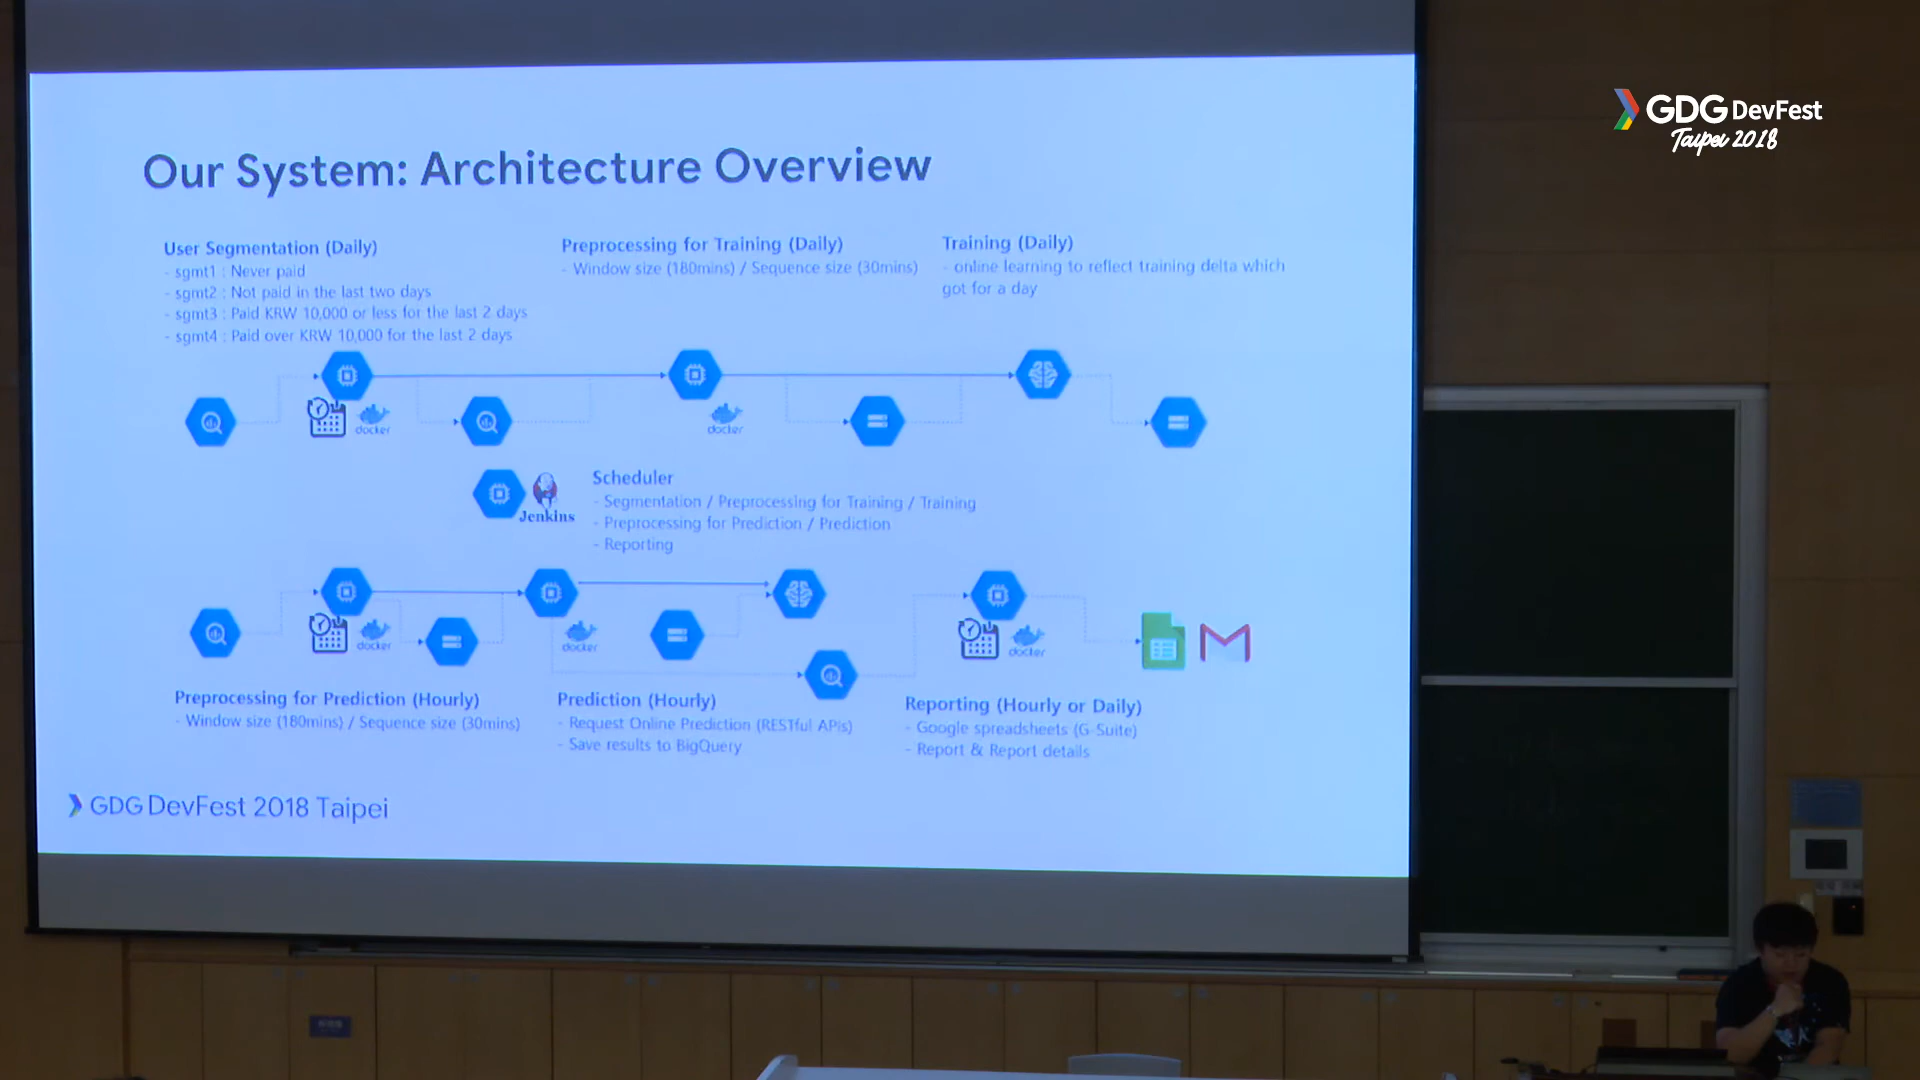 GDG DevFest
Taipei 2018
Our System: Architecture Overview
User Segmentation (Daily)
- sgmt1 : Never paid
- sgmt2 : Not paid in the last two days
- sgmt3 : Paid KRW 10,000 or less for the last 2 days
- sgmt4 : Paid over KRW 10,000 for the last 2 days
Preprocessing for Training (Daily)
- Window size (180mins) / Sequence size (30mins)
Training (Daily)
- online learning to reflect training delta which
got for a day
docker
docker
Jenkins
Scheduler
- Segmentation / Preprocessing for Training / Training
- Preprocessing for Prediction / Prediction
- Reporting
docker
docker
docker
Preprocessing for Prediction (Hourly)
- Window size (180mins) / Sequence size (30mins)
Prediction (Hourly)
- Request Online Prediction (RESTful APIs)
- Save results to BigQuery
Reporting (Hourly or Daily)
- Google spreadsheets (G-Suite)
- Report & Report details
GDG DevFest 2018 Taipei